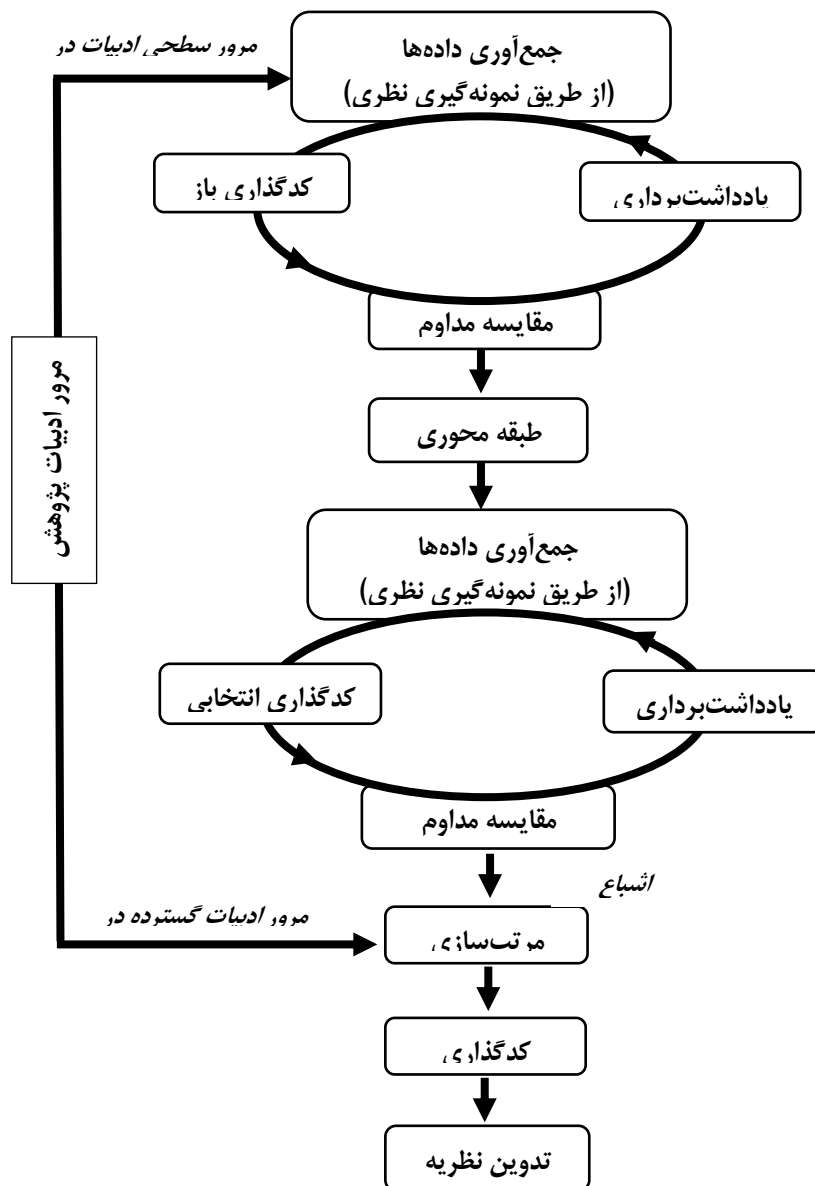 مرور سطحی ادبیات در
جمع‌آوری داده‌ها
(از طریق نمونه‌گیری نظری)
کدگذاری باز
یادداشت‌برداری
مقایسه مداوم
طبقه محوری
مرور ادبیات پژوهش
جمع‌آوری داده‌ها
(از طریق نمونه‌گیری نظری)
کدگذاری انتخابی
یادداشت‌برداری
مقایسه مداوم
اشباع
مرور ادبیات گسترده در
مرتب‌سازی
کدگذاری
تدوین نظریه